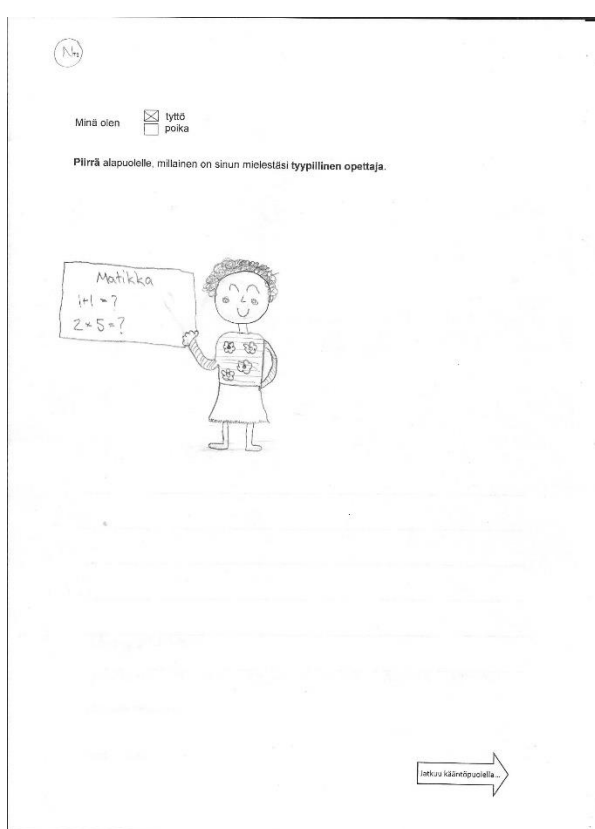 Minä olen
tyttö
poika
Piirrä alapuolelle, millainen on sinun mielestäsi tyypillinen opettaja.
Matikka
1+1 = ?
2 × 5 = ?
Jatkuu kääntöpuolella...